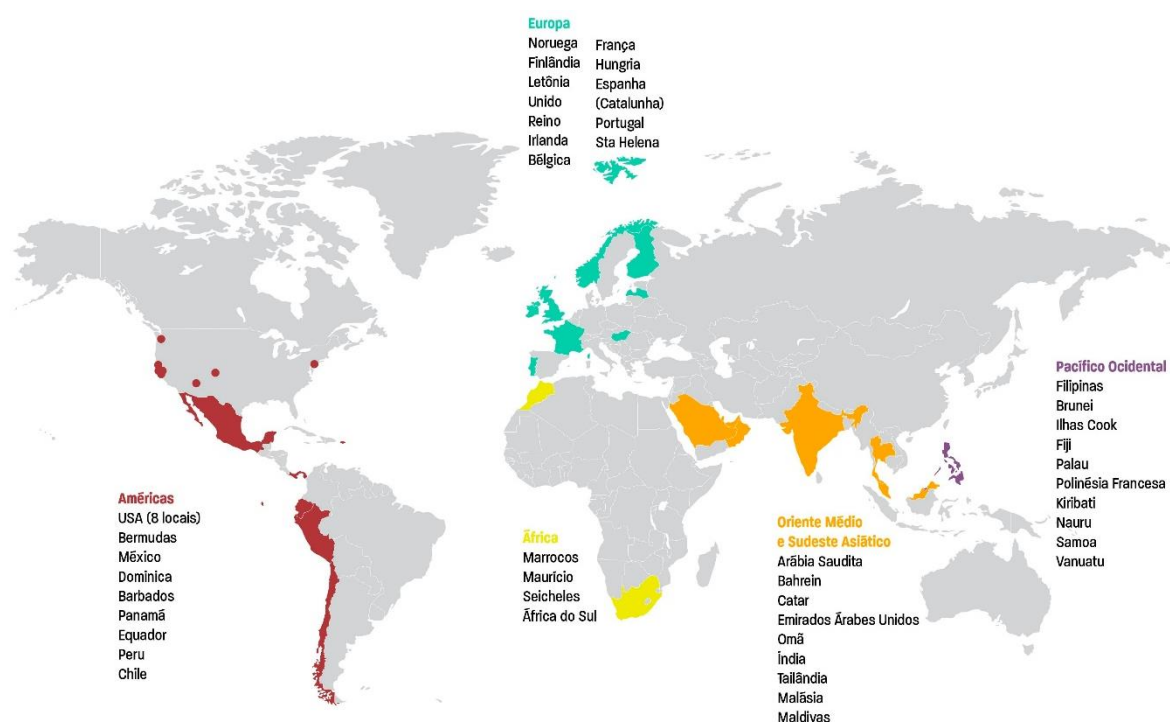 Europa
Noruega
Finlândia
Letônia
Unido
Reino
Irlanda
Bélgica
França
Hungria
Espanha
(Catalunha)
Portugal
Sta Helena
Américas
USA (8 locais)
Bermudas
México
Dominica
Barbados
Panamá
Equador
Peru
Chile
África
Marrocos
Maurício
Seicheles
África do Sul
Oriente Médio
e Sudeste Asiático
Arábia Saudita
Bahrein
Catar
Emirados Árabes Unidos
Omã
Índia
Tailândia
Malásia
Maldivas
Pacífico Ocidental
Filipinas
Brunei
Ilhas Cook
Fiji
Palau
Polinésia Francesa
Kiribati
Nauru
Samoa
Vanuatu